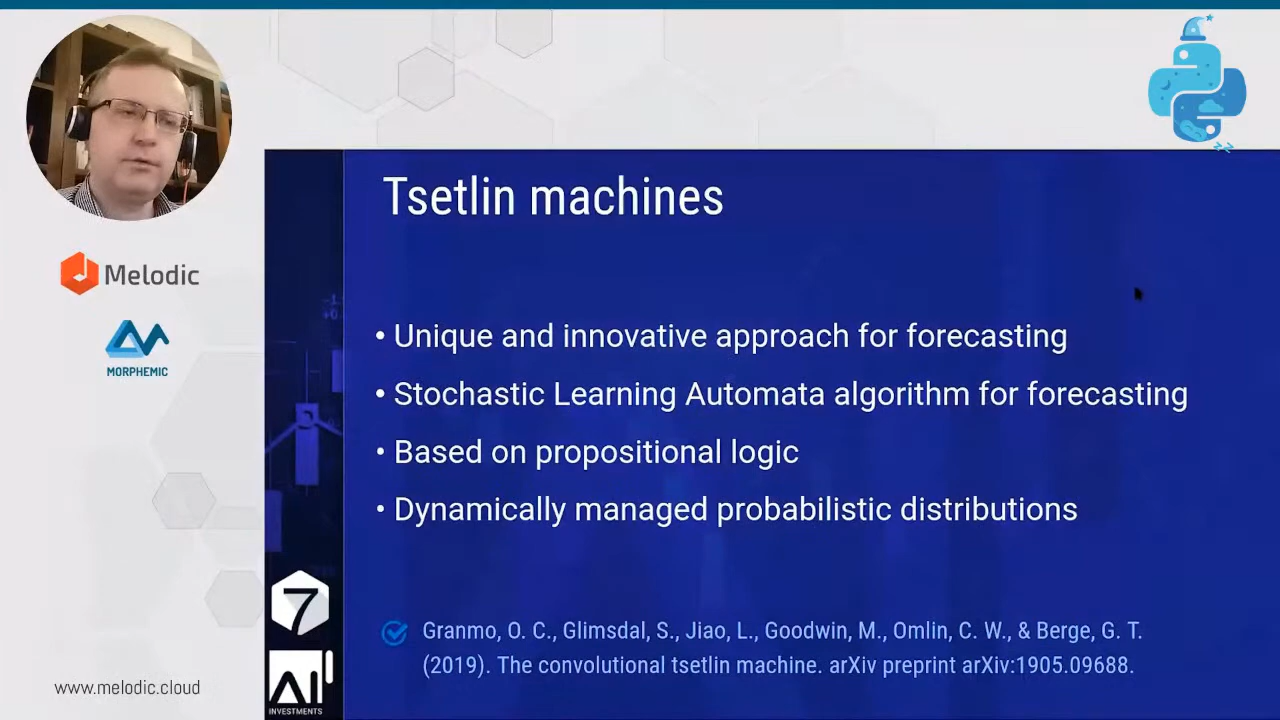 Tsetlin machines
Melodic
MORPHEMIC
• Unique and innovative approach for forecasting
• Stochastic Learning Automata algorithm for forecasting
• Based on propositional logic
• Dynamically managed probabilistic distributions
7
AI
INVESTMENTS
Granmo, O. C., Glimsdal, S., Jiao, L., Goodwin, M., Omlin, C. W., & Berge, G. T.
(2019). The convolutional tsetlin machine. arXiv preprint arXiv:1905.09688.
www.melodic.cloud